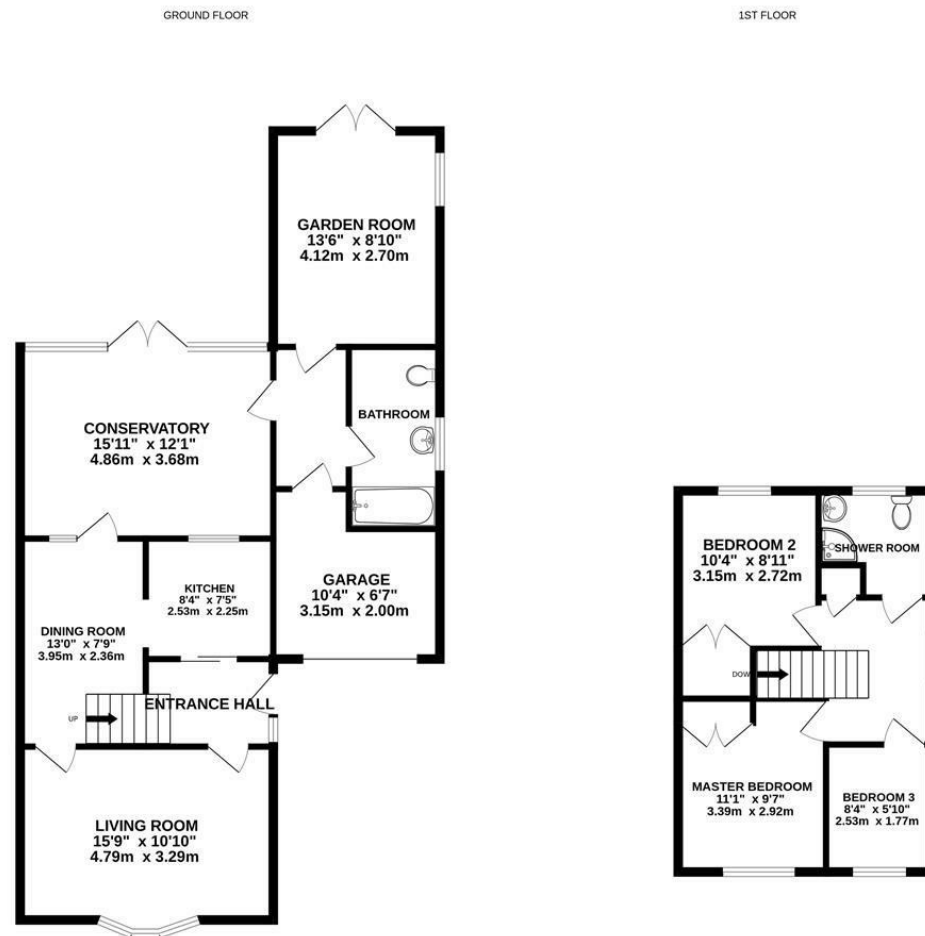 GROUND FLOOR
1ST FLOOR
GARDEN ROOM
13'6" x 8'10"
4.12m x 2.70m
CONSERVATORY
15'11" x 12'1"
4.86m x 3.68m
BATHROOM
KITCHEN
8'4" x 7'5"
2.53m x 2.25m
GARAGE
10'4" x 6'7"
3.15m x 2.00m
DINING ROOM
13'0" x 7'9"
3.95m x 2.36m
ENTRANCE HALL
UP
LIVING ROOM
15'9" x 10'10"
4.79m x 3.29m
BEDROOM 2
10'4" x 8'11"
3.15m x 2.72m
SHOWER ROOM
DOW
MASTER BEDROOM
11'1" x 9'7"
3.39m x 2.92m
BEDROOM 3
8'4" x 5'10"
2.53m x 1.77m